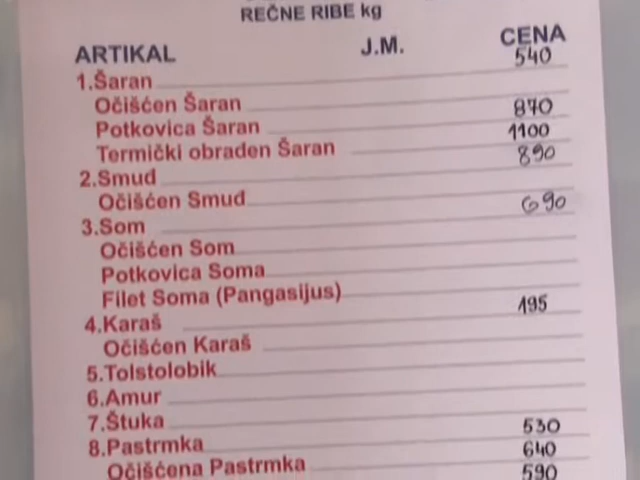 REČNE RIBE kg
ARTIKAL J.M. CENA
1.Šaran 540
Očišćen Šaran 870
Potkovica Šaran 1100
Termički obrađen Šaran 890
2.Smuđ
Očišćen Smuđ 690
3.Som
Očišćen Som
Potkovica Soma
Filet Soma (Pangasijus) 195
4.Karaš
Očišćen Karaš
5.Tolstolobik
6.Amur
7.Štuka 530
8.Pastrmka 640
Očišćena Pastrmka 590